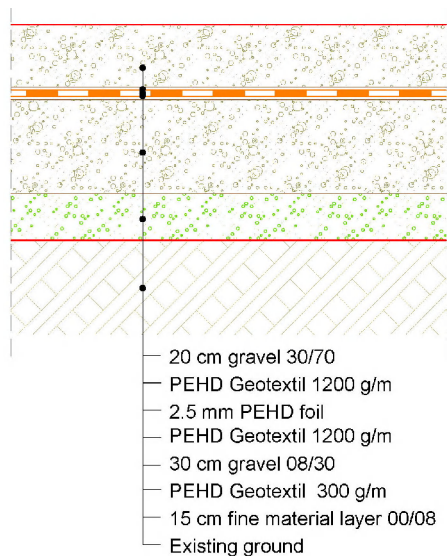 20 cm gravel 30/70
PEHD Geotextil 1200 g/m
2.5 mm PEHD foil
PEHD Geotextil 1200 g/m
30 cm gravel 08/30
PEHD Geotextil 300 g/m
15 cm fine material layer 00/08
Existing ground